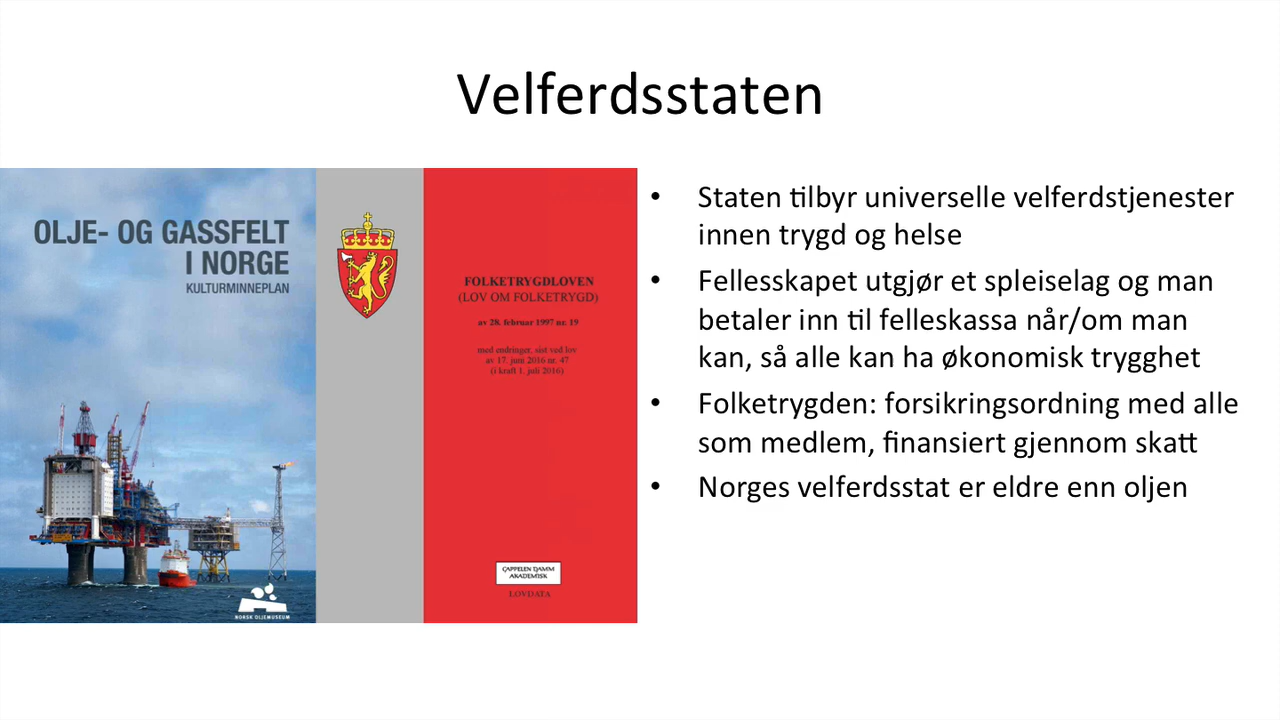 Velferdsstaten
OLJE- OG GASSFELT
I NORGE
KULTURMINNEPLAN
NORSK OLJEMUSEUM
FOLKETRYGDLOVEN
(LOV OM FOLKETRYGD)
av 28. februar 1997 nr. 19
med endringer, sist ved lov
av 17. juni 2016 nr. 47
(i kraft 1. juli 2016)
CAPPELEN DAMM
AKADEMISK
LOVDATA
• Staten tilbyr universelle velferdstjenester
innen trygd og helse
• Fellesskapet utgjør et spleiselag og man
betaler inn til felleskassa når/om man
kan, så alle kan ha økonomisk trygghet
• Folketrygden: forsikringsordning med alle
som medlem, finansiert gjennom skatt
• Norges velferdsstat er eldre enn oljen